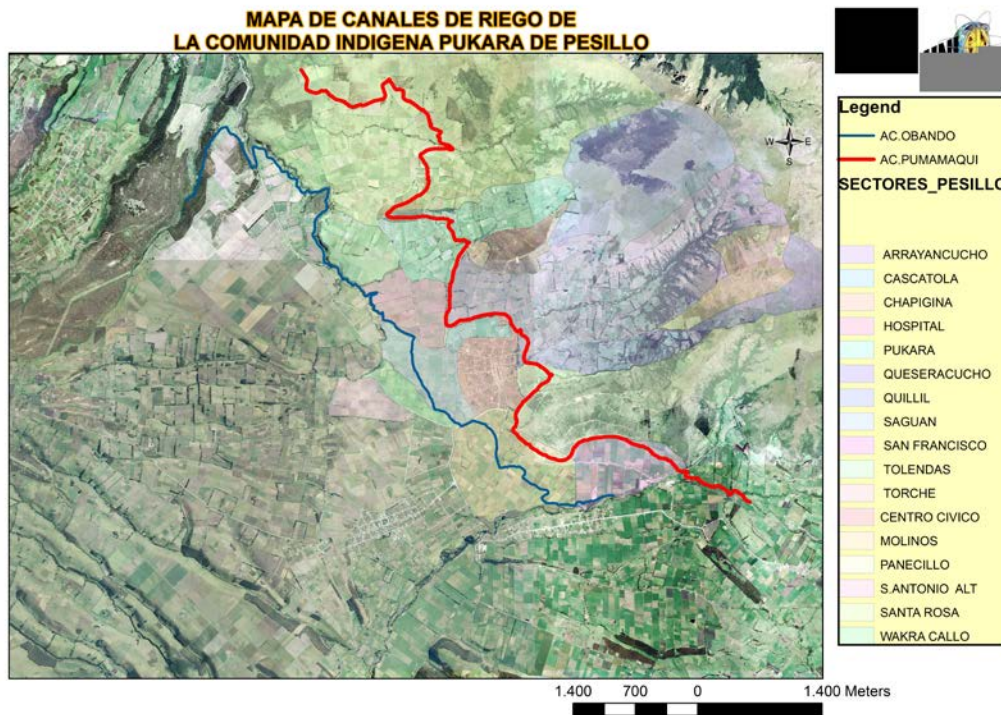 MAPA DE CANALES DE RIEGO DE
LA COMUNIDAD INDIGENA PUKARA DE PESILLO
N
W E
S
Legend
AC.OBANDO
AC.PUMAMAQUI
SECTORES_PESILLO
ARRAYANCUCHO
CASCATOLA
CHAPIGINA
HOSPITAL
PUKARA
QUESERACUCHO
QUILLIL
SAGUAN
SAN FRANCISCO
TOLENDAS
TORCHE
CENTRO CIVICO
MOLINOS
PANECILLO
S.ANTONIO ALT
SANTA ROSA
WAKRA CALLO
1.400 700 0 1.400 Meters